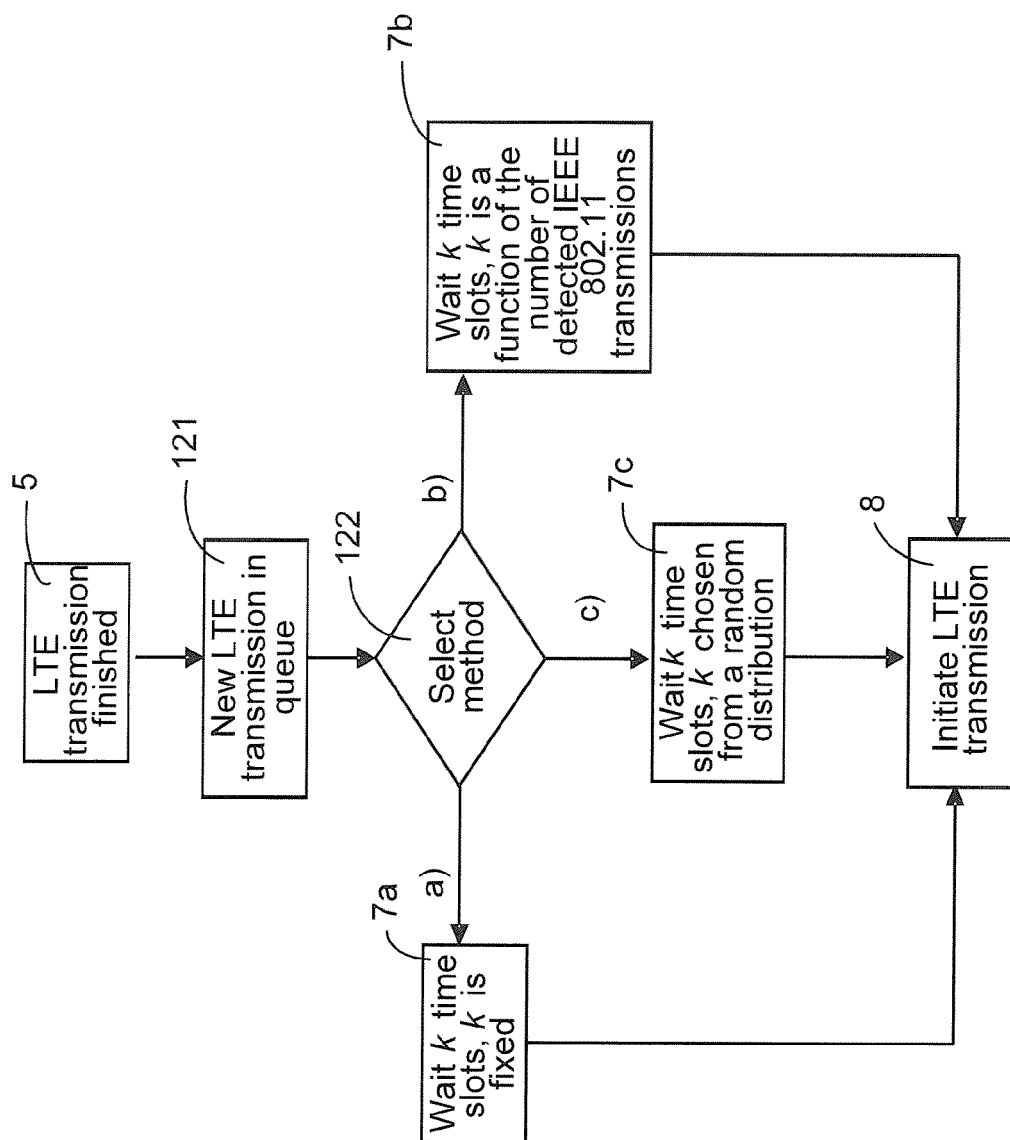 5
LTE
transmission
finished
121
New LTE
transmission in
queue
122
Select
method
a)
b)
c)
7a
Wait k time
slots, k is
fixed
7c
Wait k time
slots, k chosen
from a random
distribution
7b
Wait k time
slots, k is a
function of the
number of
detected IEEE
802.11
transmissions
8
Initiate LTE
transmission